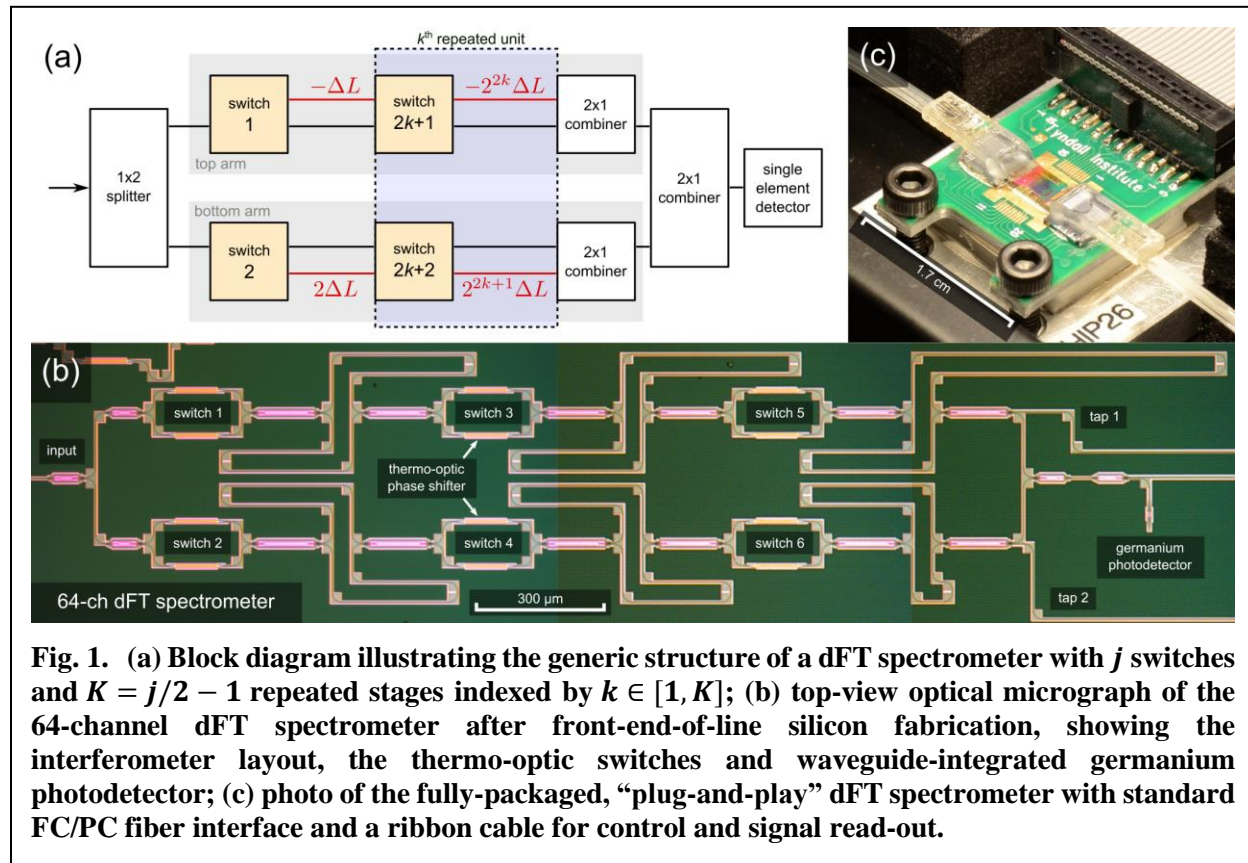 (a)
kth repeated unit
−ΔL
−2^{2k}ΔL
switch
1
switch
2k+1
2x1
combiner
top arm
1x2
splitter
2x1
combiner
single
element
detector
bottom arm
switch
2
switch
2k+2
2x1
combiner
2ΔL
2^{2k+1}ΔL
(c)
Tyndall Institute
1.7 cm
HIP26
(b)
switch 1
switch 3
switch 5
tap 1
input
thermo-optic
phase shifter
switch 2
switch 4
switch 6
germanium
photodetector
64-ch dFT spectrometer
300 µm
tap 2
Fig. 1. (a) Block diagram illustrating the generic structure of a dFT spectrometer with j switches
and K = j/2 − 1 repeated stages indexed by k ∈ [1, K]; (b) top-view optical micrograph of the
64-channel dFT spectrometer after front-end-of-line silicon fabrication, showing the
interferometer layout, the thermo-optic switches and waveguide-integrated germanium
photodetector; (c) photo of the fully-packaged, “plug-and-play” dFT spectrometer with standard
FC/PC fiber interface and a ribbon cable for control and signal read-out.